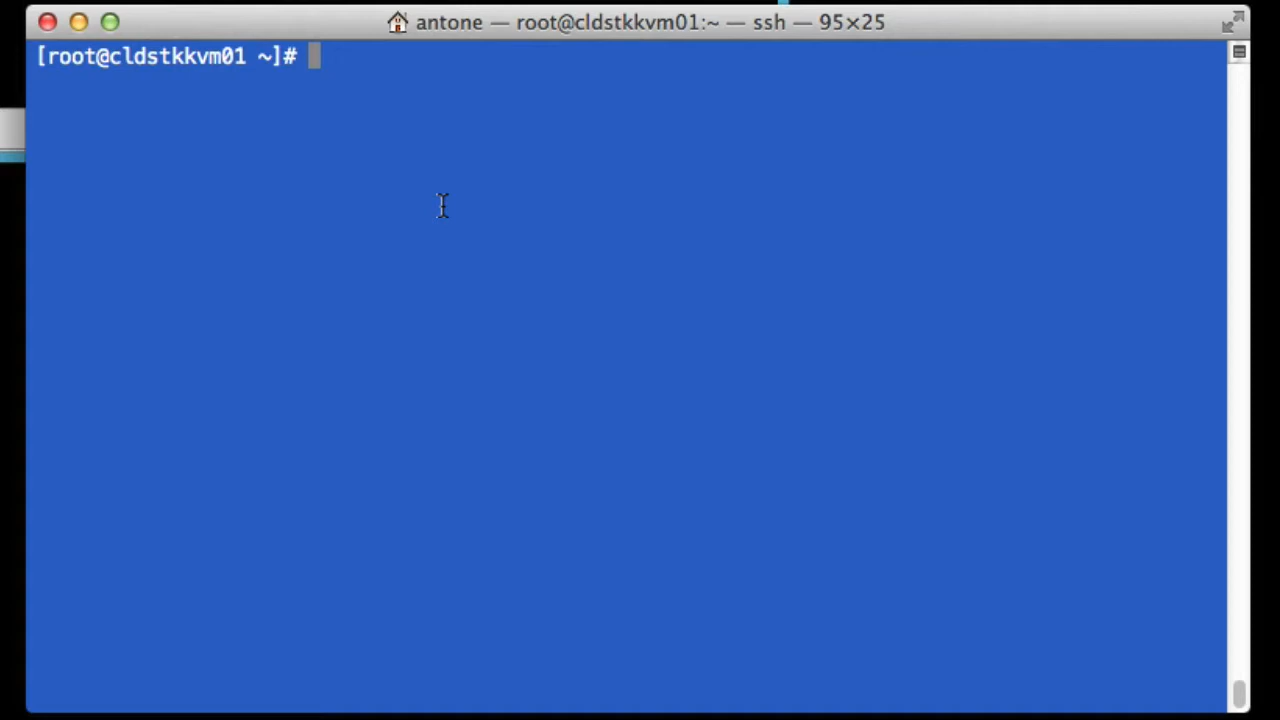 antone — root@cldstkkvm01:~ — ssh — 95×25
[root@cldstkkvm01 ~]#